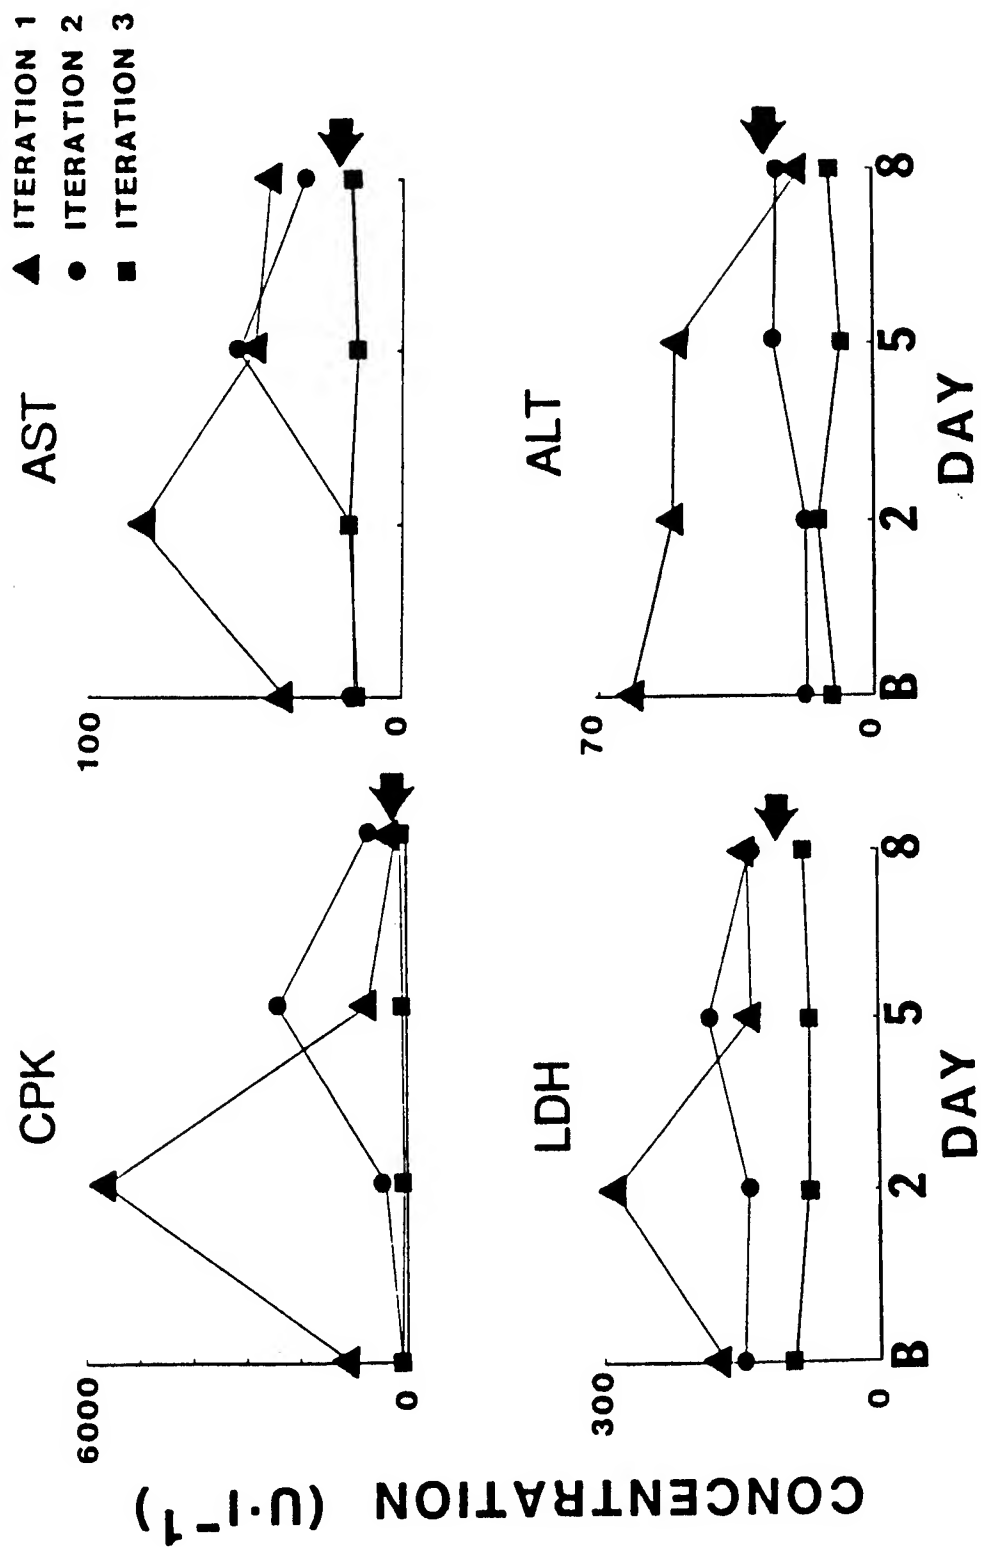 ▲ ITERATION 1
● ITERATION 2
■ ITERATION 3
CPK
6000
0
AST
100
0
LDH
300
0
B 2 5 8
DAY
ALT
70
0
B 2 5 8
DAY
CONCENTRATION (U·l⁻¹)